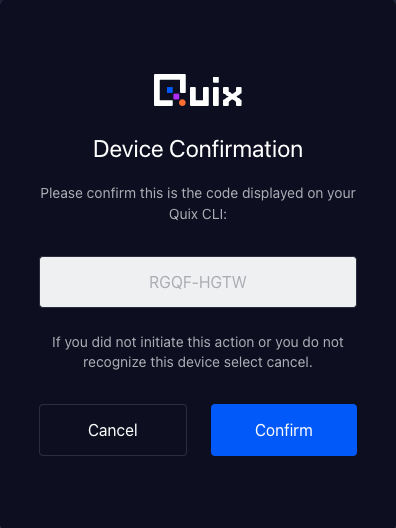 Quix
Device Confirmation
Please confirm this is the code displayed on your
Quix CLI:
RGQF-HGTW
If you did not initiate this action or you do not
recognize this device select cancel.
Cancel
Confirm